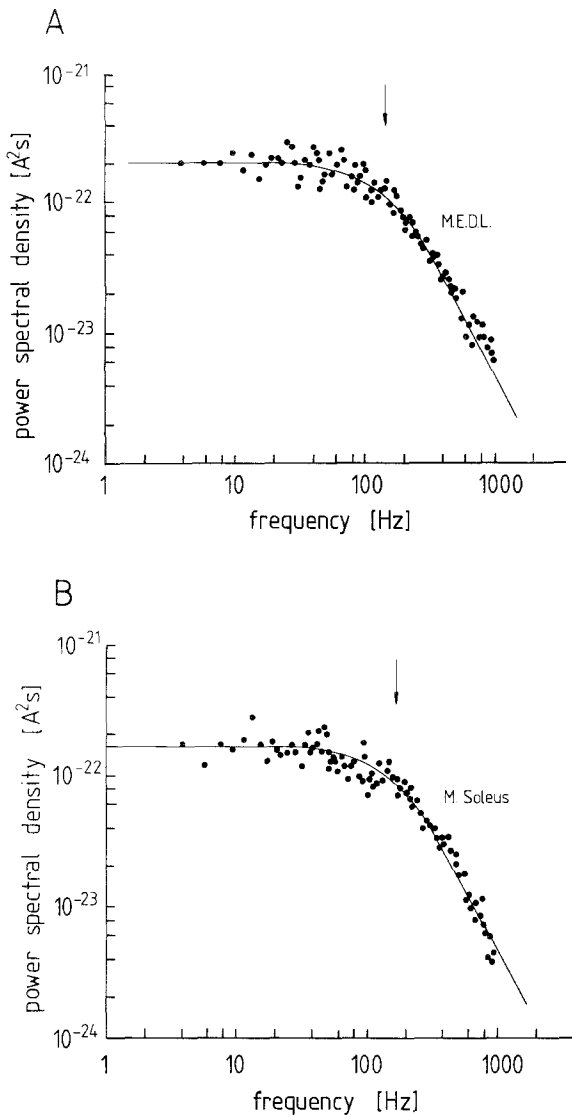 A
10⁻²¹
10⁻²²
10⁻²³
10⁻²⁴
power spectral density [A²s]
M.E.D.L.
1 10 100 1000
frequency [Hz]
B
10⁻²¹
10⁻²²
10⁻²³
10⁻²⁴
power spectral density [A²s]
M. Soleus
1 10 100 1000
frequency [Hz]